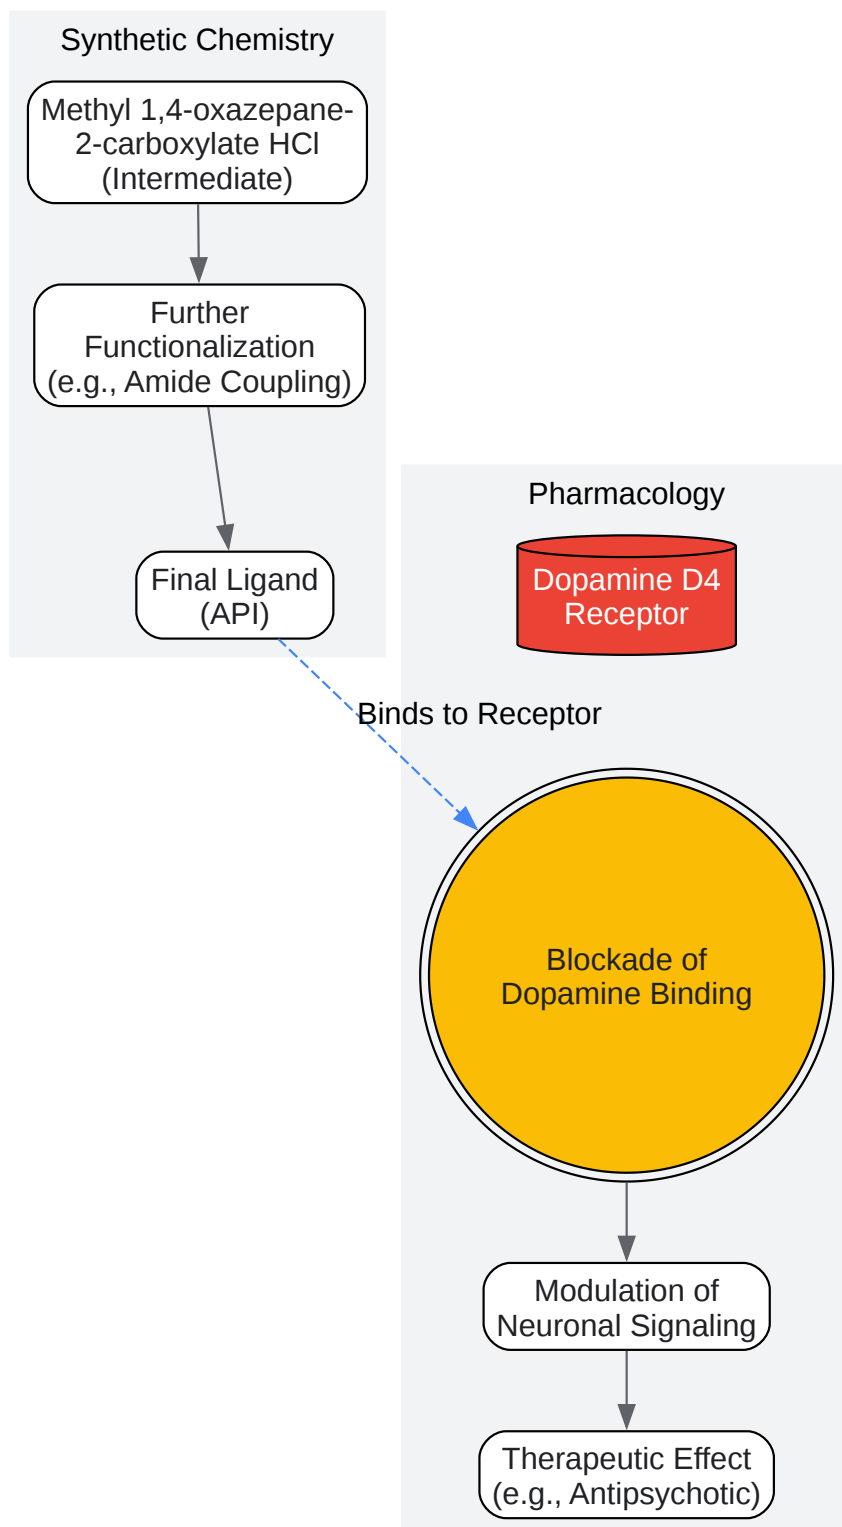 Synthetic Chemistry
Methyl 1,4-oxazepane-
2-carboxylate HCl
(Intermediate)
Further
Functionalization
(e.g., Amide Coupling)
Final Ligand
(API)
Pharmacology
Dopamine D4
Receptor
Binds to Receptor
Blockade of
Dopamine Binding
Modulation of
Neuronal Signaling
Therapeutic Effect
(e.g., Antipsychotic)